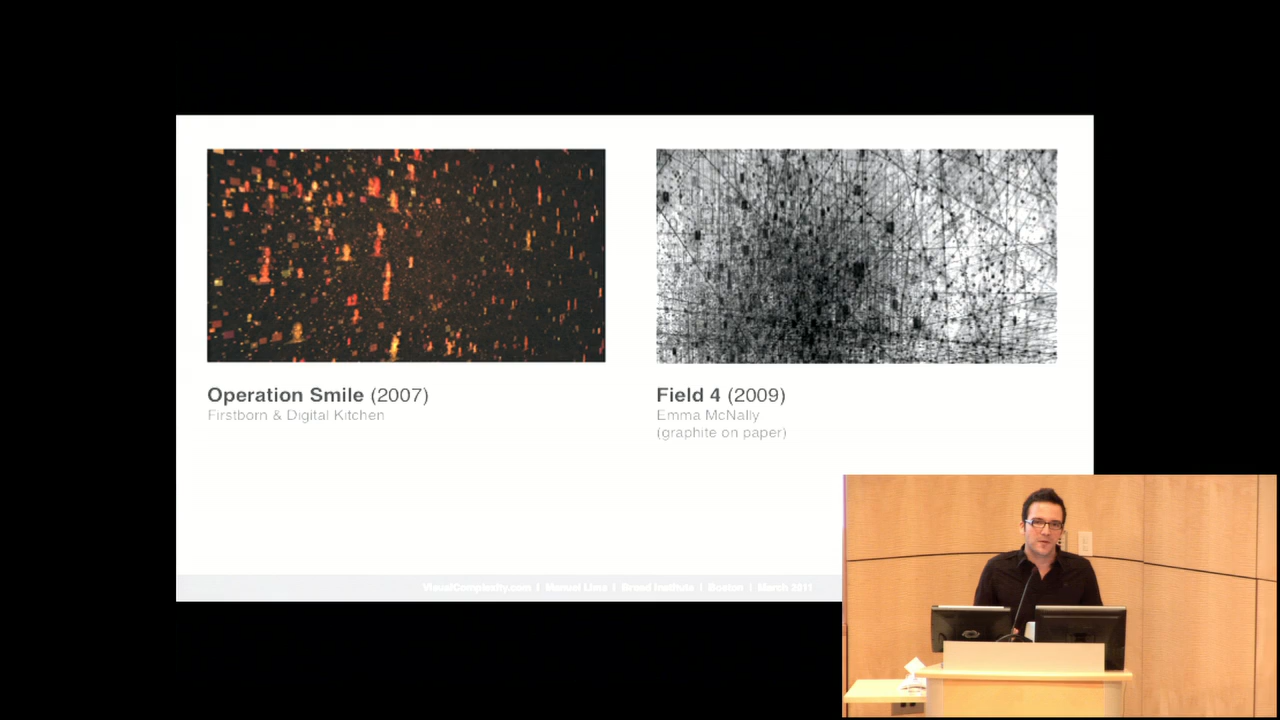 Operation Smile (2007)
Firstborn & Digital Kitchen
Field 4 (2009)
Emma McNally
(graphite on paper)
VisualComplexity.com | Manuel Lima | Broad Institute | Boston | March 2011